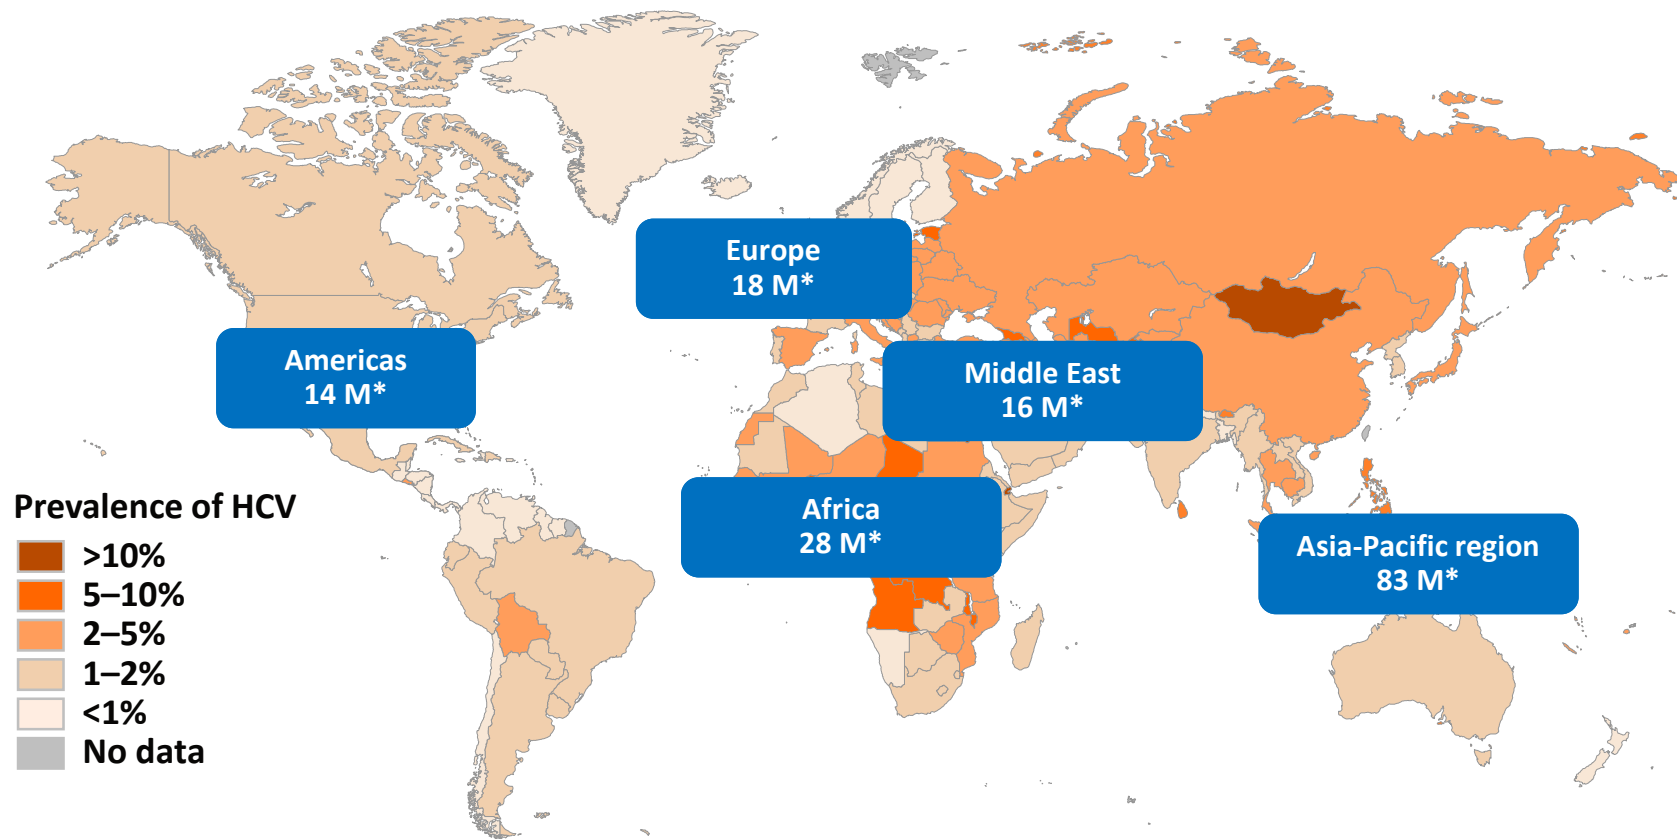 Europe
18 M*
Americas
14 M*
Middle East
16 M*
Africa
28 M*
Asia-Pacific region
83 M*
Prevalence of HCV
>10%
5–10%
2–5%
1–2%
<1%
No data